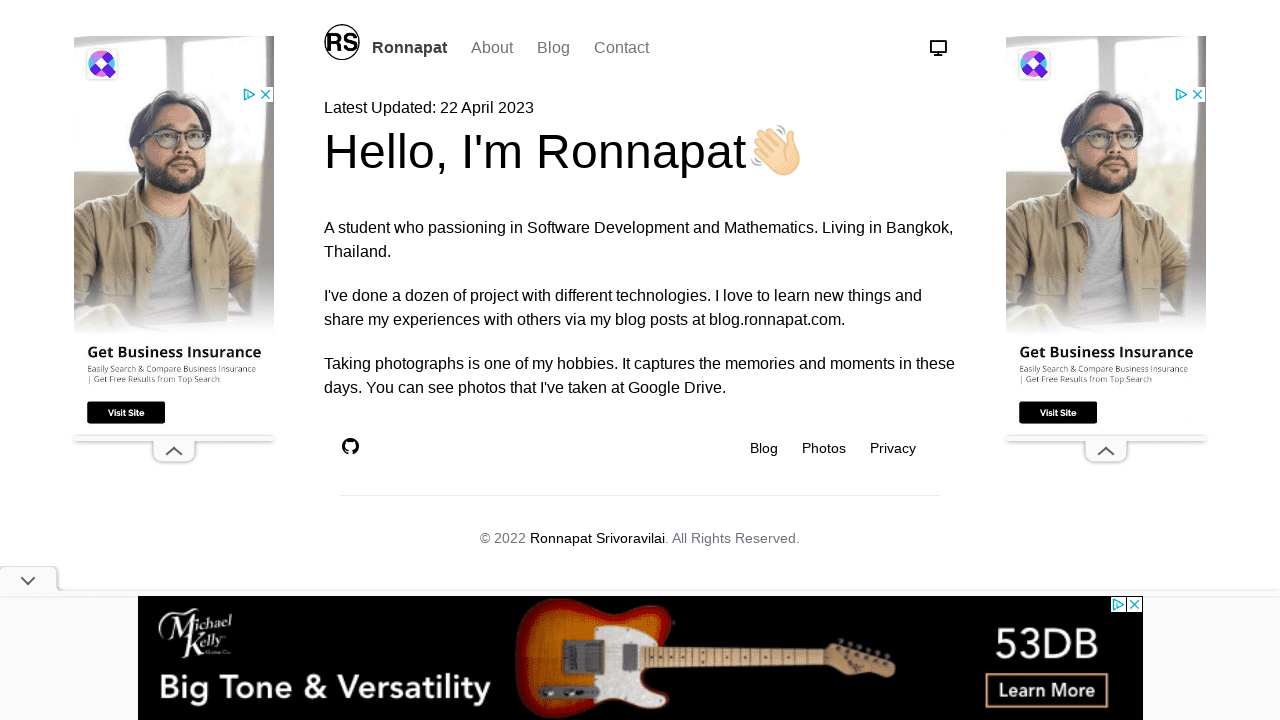 RS
Ronnapat About Blog Contact
Latest Updated: 22 April 2023
Hello, I'm Ronnapat👋🏻
A student who passioning in Software Development and Mathematics. Living in Bangkok,
Thailand.
I've done a dozen of project with different technologies. I love to learn new things and
share my experiences with others via my blog posts at blog.ronnapat.com.
Taking photographs is one of my hobbies. It captures the memories and moments in these
days. You can see photos that I've taken at Google Drive.
Blog Photos Privacy
© 2022 Ronnapat Srivoravilai. All Rights Reserved.
Get Business Insurance
Easily Search & Compare Business Insurance
| Get Free Results from Top Search
Visit Site
Get Business Insurance
Easily Search & Compare Business Insurance
| Get Free Results from Top Search
Visit Site
Michael
Kelly
Guitar Co.
Big Tone & Versatility
53DB
Learn More